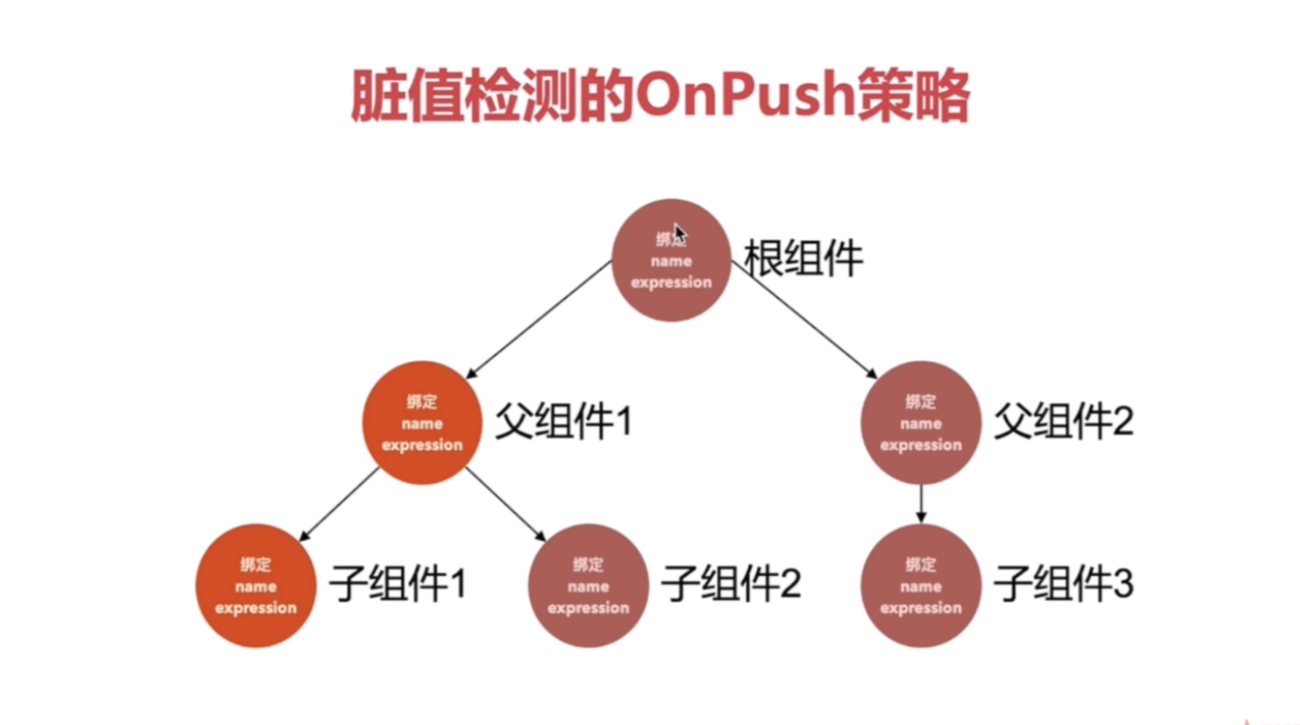 脏值检测的OnPush策略
绑定
name
expression
根组件
绑定
name
expression
父组件1
绑定
name
expression
父组件2
绑定
name
expression
子组件1
绑定
name
expression
子组件2
绑定
name
expression
子组件3